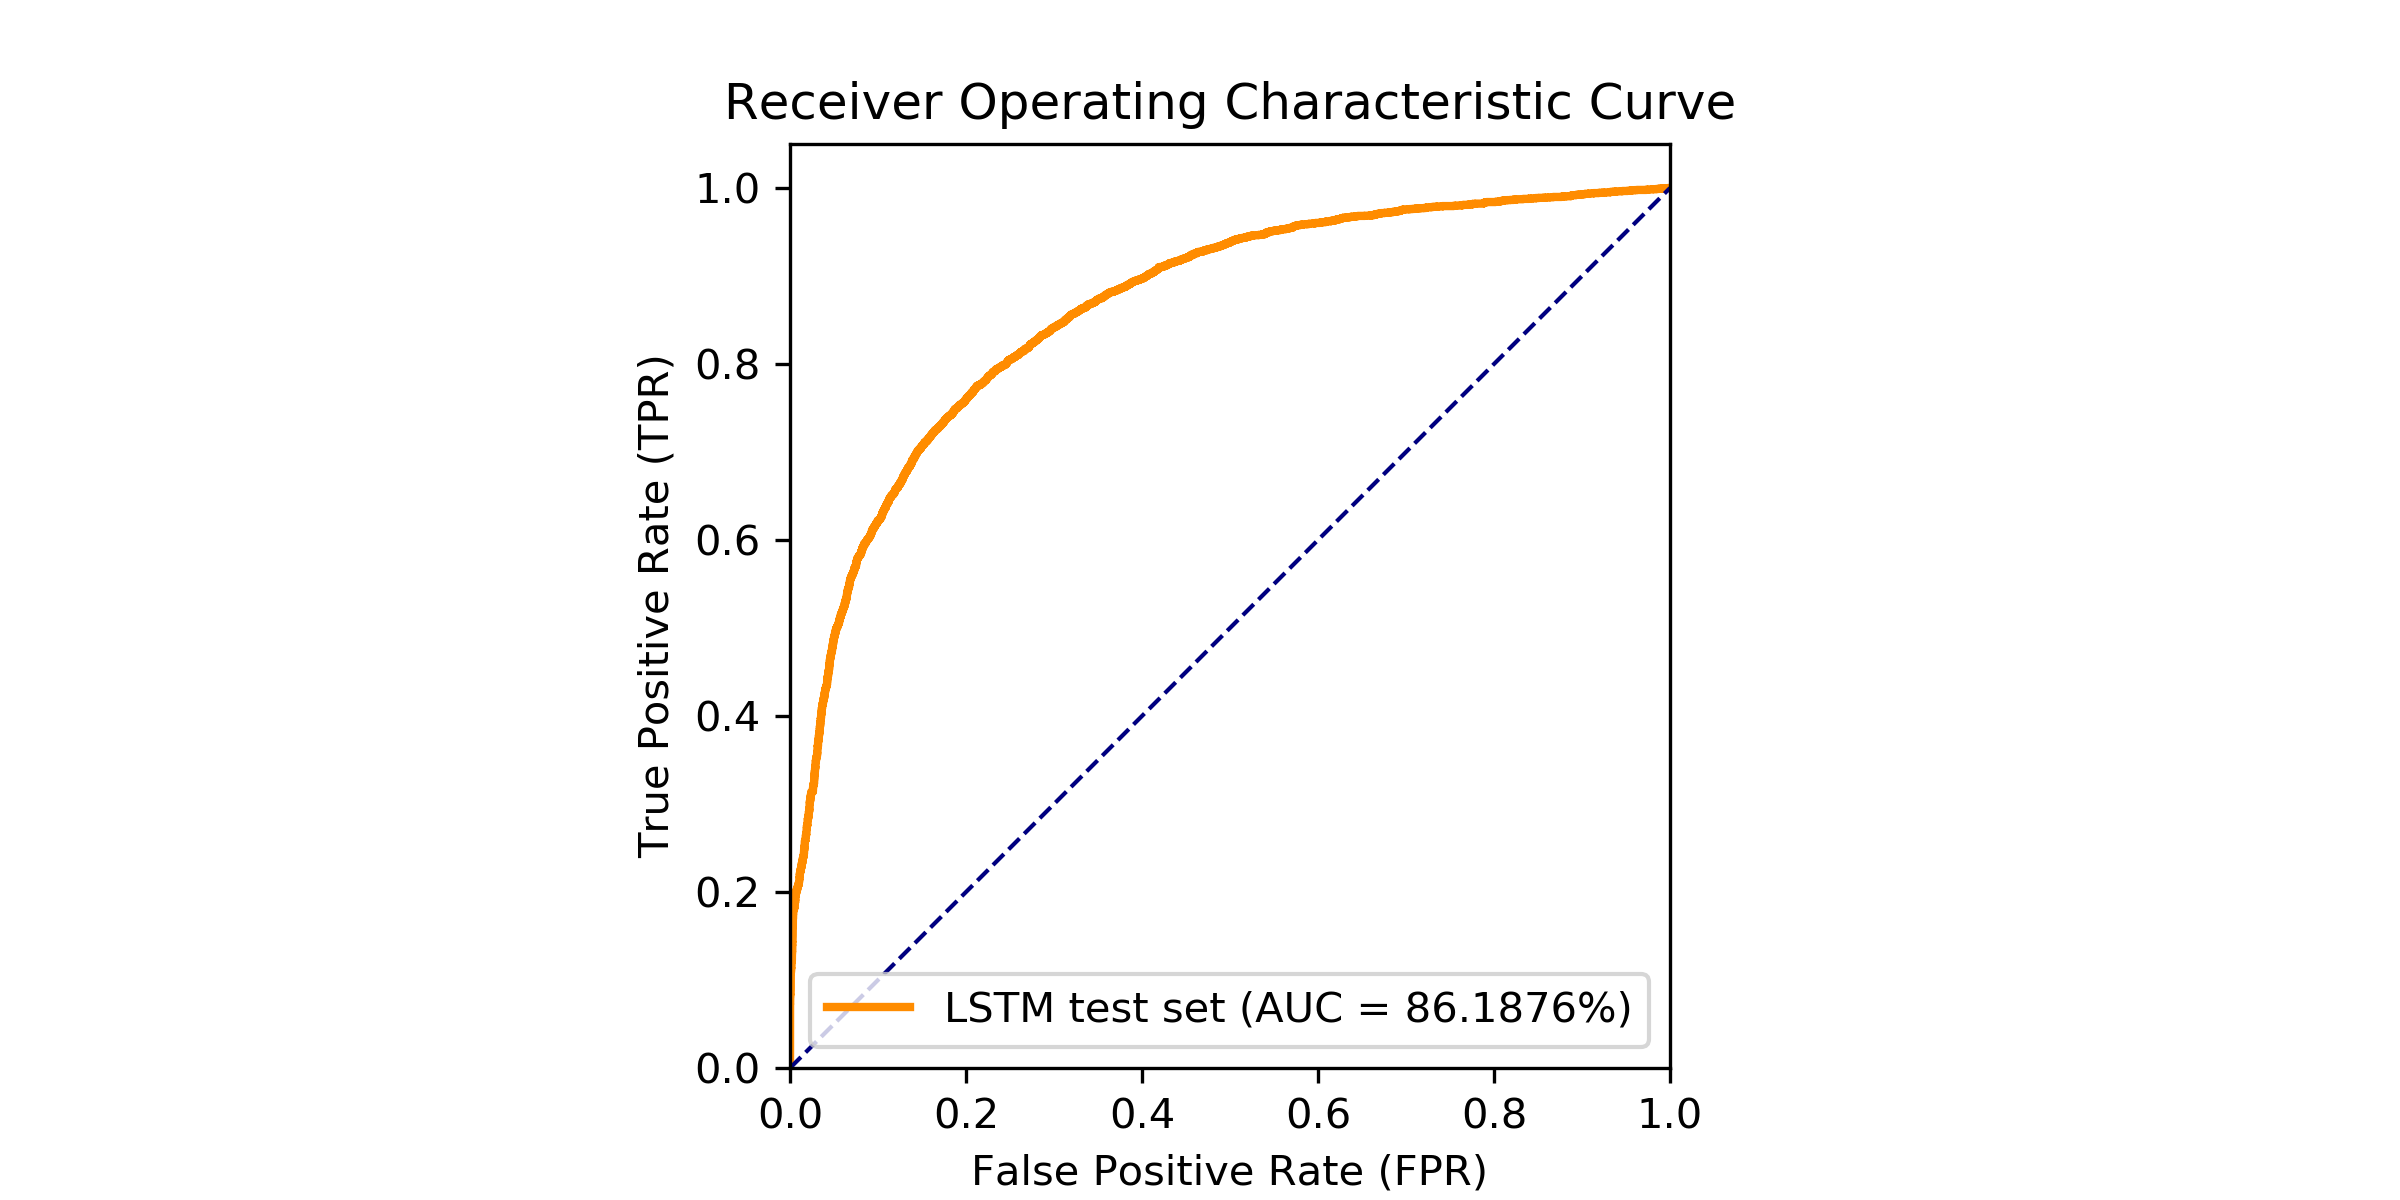 Receiver Operating Characteristic Curve
True Positive Rate (TPR)
1.0
0.8
0.6
0.4
0.2
0.0
LSTM test set (AUC = 86.1876%)
0.0 0.2 0.4 0.6 0.8 1.0
False Positive Rate (FPR)